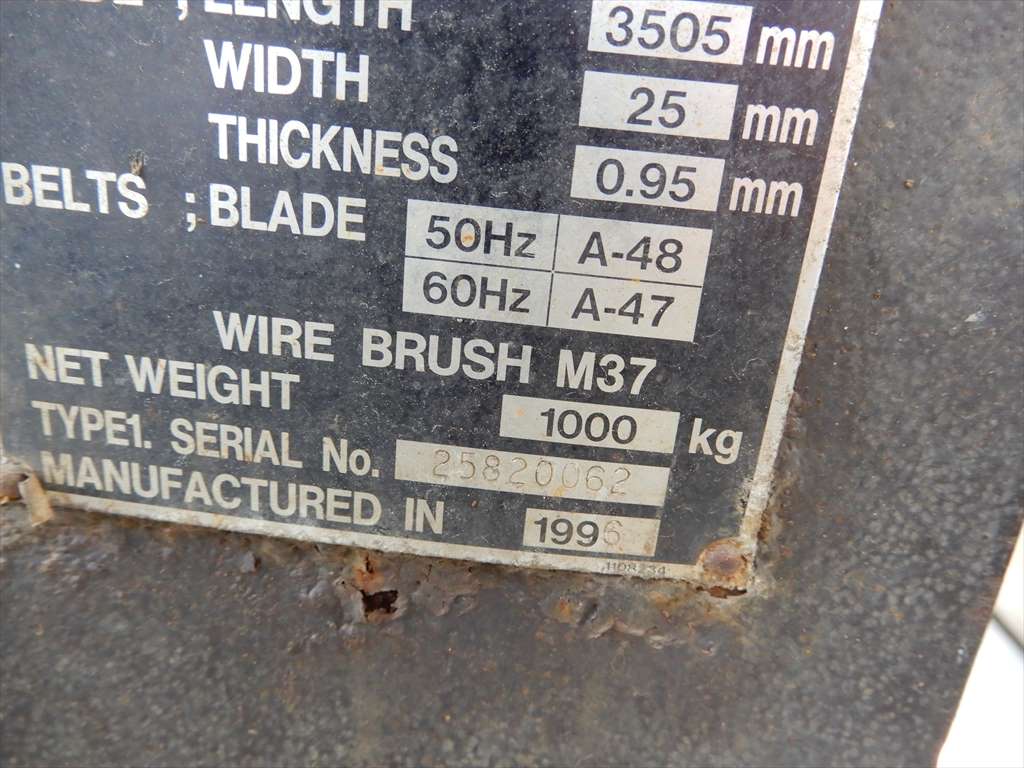 ; LENGTH 3505 mm
WIDTH 25 mm
THICKNESS 0.95 mm
BELTS ; BLADE 50Hz A-48
60Hz A-47
WIRE BRUSH M37
NET WEIGHT 1000 kg
TYPE1. SERIAL No. 25820062
MANUFACTURED IN 1996